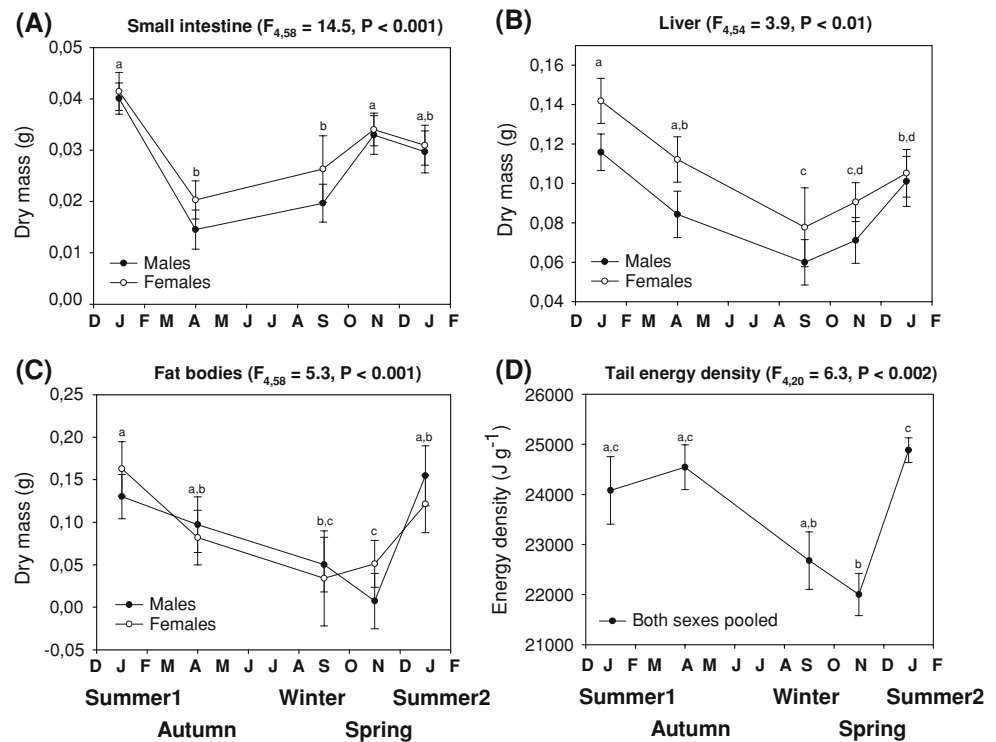 (A) Small intestine (F4,58 = 14.5, P < 0.001)
0,05
0,04
0,03
0,02
0,01
0,00
Dry mass (g)
a
b
b
a
a,b
Males
Females
D J F M A M J J A S O N D J F
(B) Liver (F4,54 = 3.9, P < 0.01)
0,16
0,14
0,12
0,10
0,08
0,06
0,04
Dry mass (g)
a
a,b
c
c,d
b,d
Males
Females
D J F M A M J J A S O N D J F
(C) Fat bodies (F4,58 = 5.3, P < 0.001)
0,25
0,20
0,15
0,10
0,05
0,00
-0,05
Dry mass (g)
a
a,b
b,c
c
a,b
Males
Females
D J F M A M J J A S O N D J F
Summer1 Winter Summer2
Autumn Spring
(D) Tail energy density (F4,20 = 6.3, P < 0.002)
26000
25000
24000
23000
22000
21000
Energy density (J g-1)
a,c
a,c
a,b
b
c
Both sexes pooled
D J F M A M J J A S O N D J F
Summer1 Winter Summer2
Autumn Spring